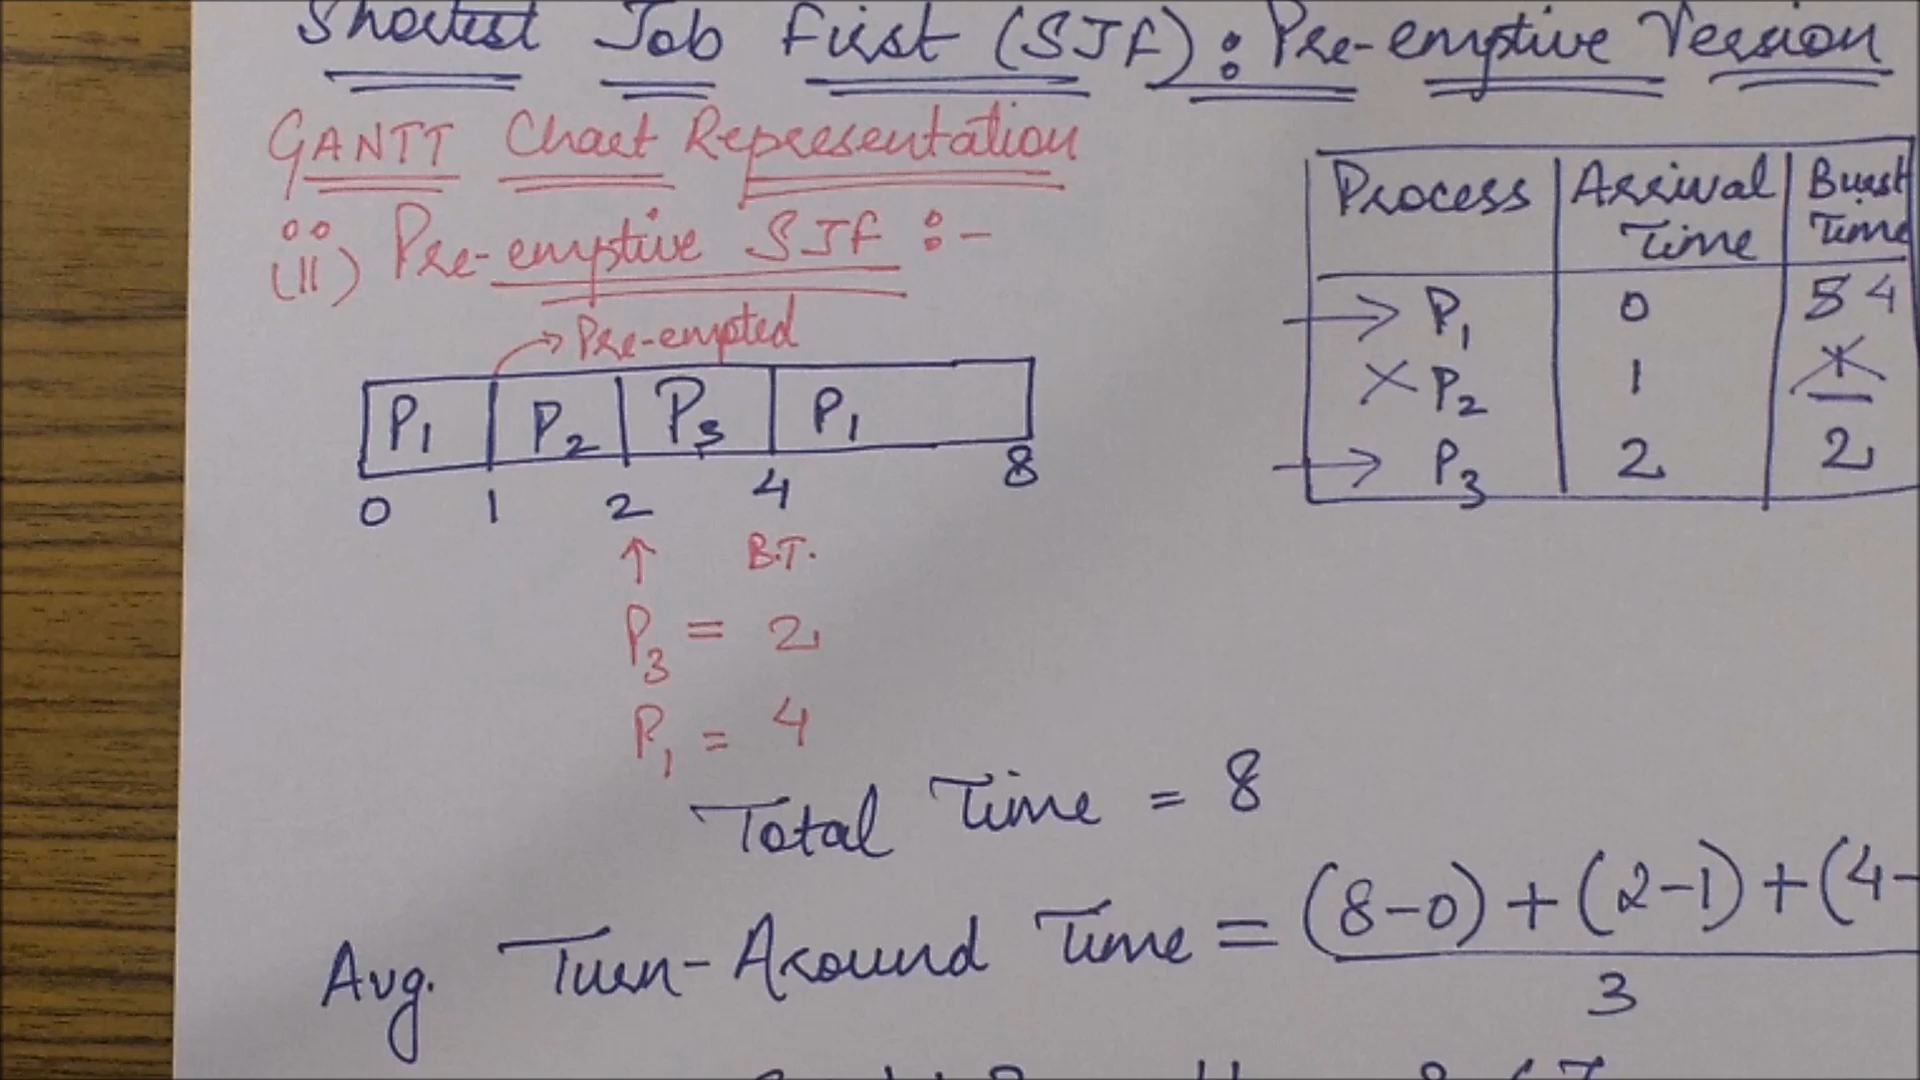 Shortest Job First (SJF): Pre-emptive Version
GANTT Chart Representation
(ii) Pre-emptive SJF :-
Pre-empted
P1 P2 P3 P1
0 1 2 4 8
↑ B.T.
P3 = 2
P1 = 4
Process Arrival Time Burst Time
→ P1 0 5 4
× P2 1 1
→ P3 2 2
Total Time = 8
Avg. Turn-Around Time = (8-0) + (2-1) + (4-
3